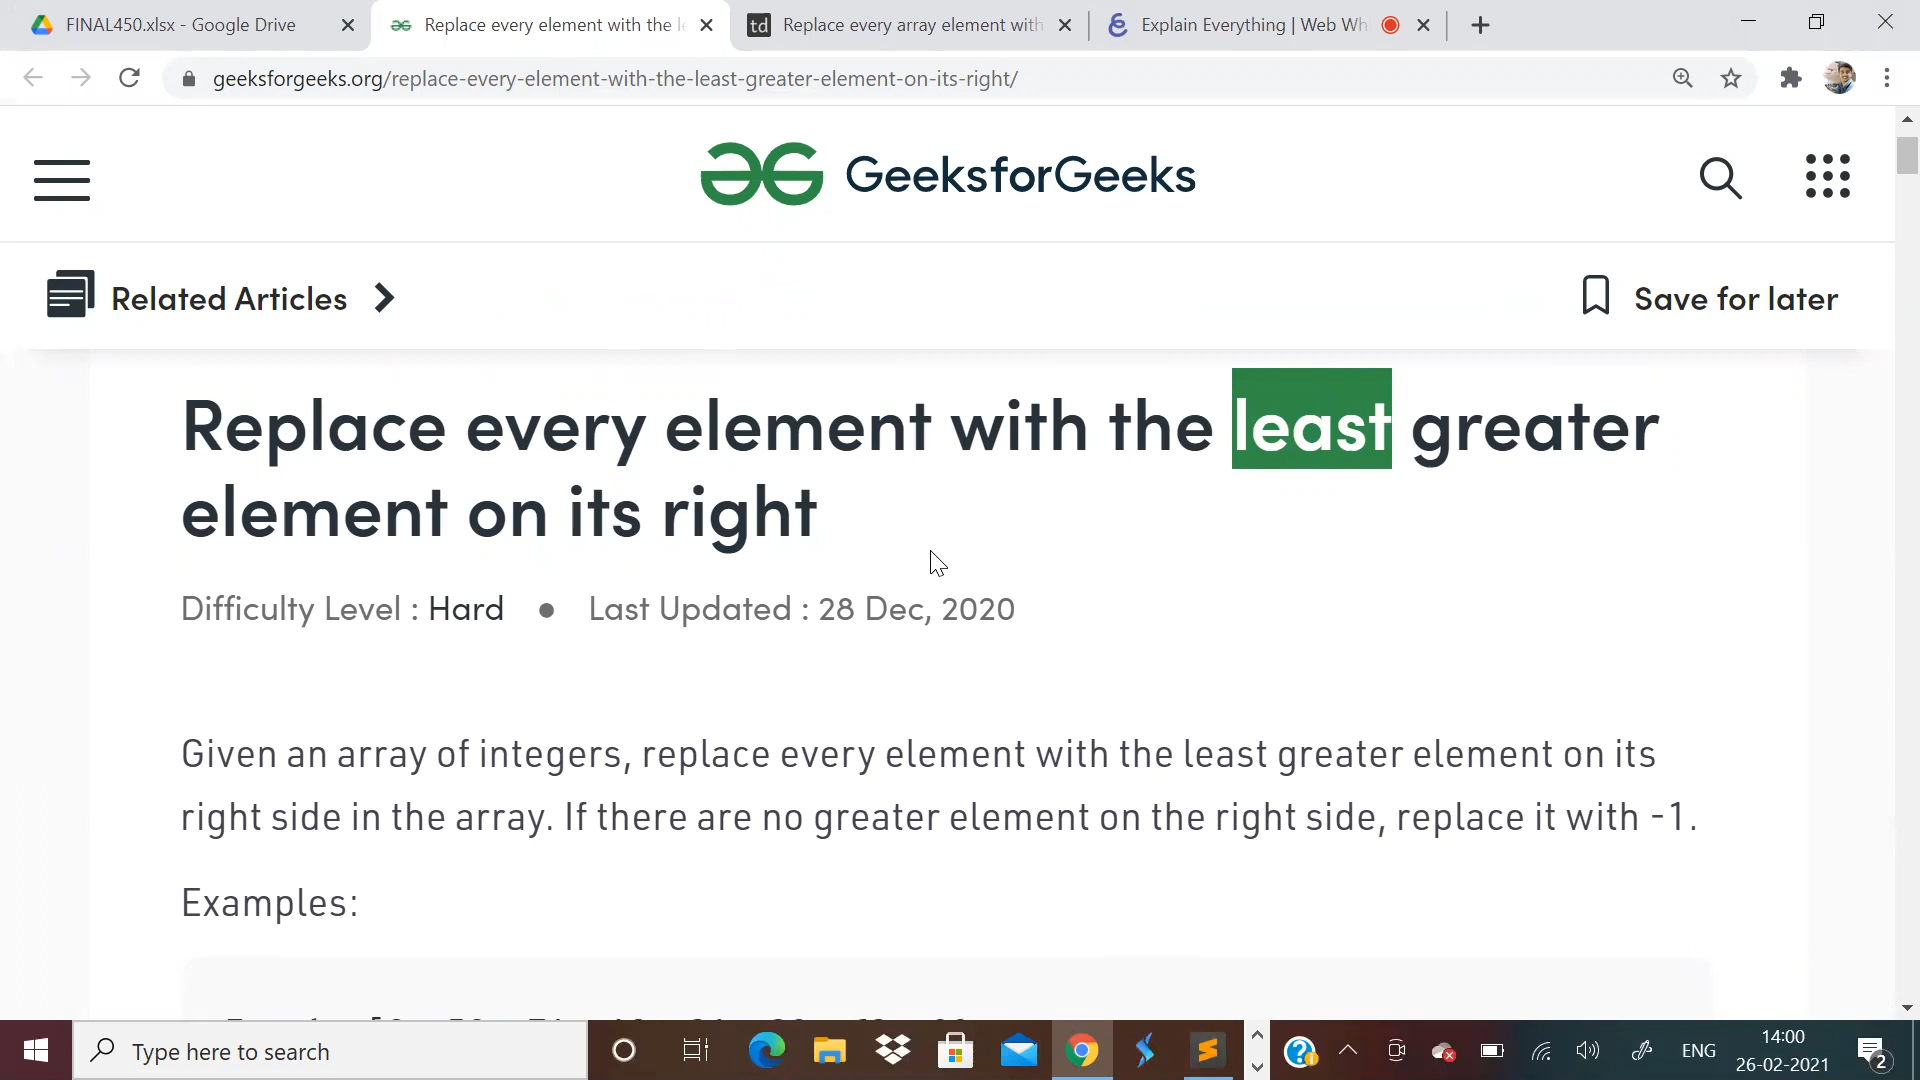 FINAL450.xlsx - Google Drive
Replace every element with the l
td
Replace every array element with
Explain Everything | Web Wh
geeksforgeeks.org/replace-every-element-with-the-least-greater-element-on-its-right/
GeeksforGeeks
Related Articles
Save for later
Replace every element with the least greater
element on its right
Difficulty Level : Hard ● Last Updated : 28 Dec, 2020
Given an array of integers, replace every element with the least greater element on its
right side in the array. If there are no greater element on the right side, replace it with -1.
Examples:
Type here to search
ENG
14:00
26-02-2021
2